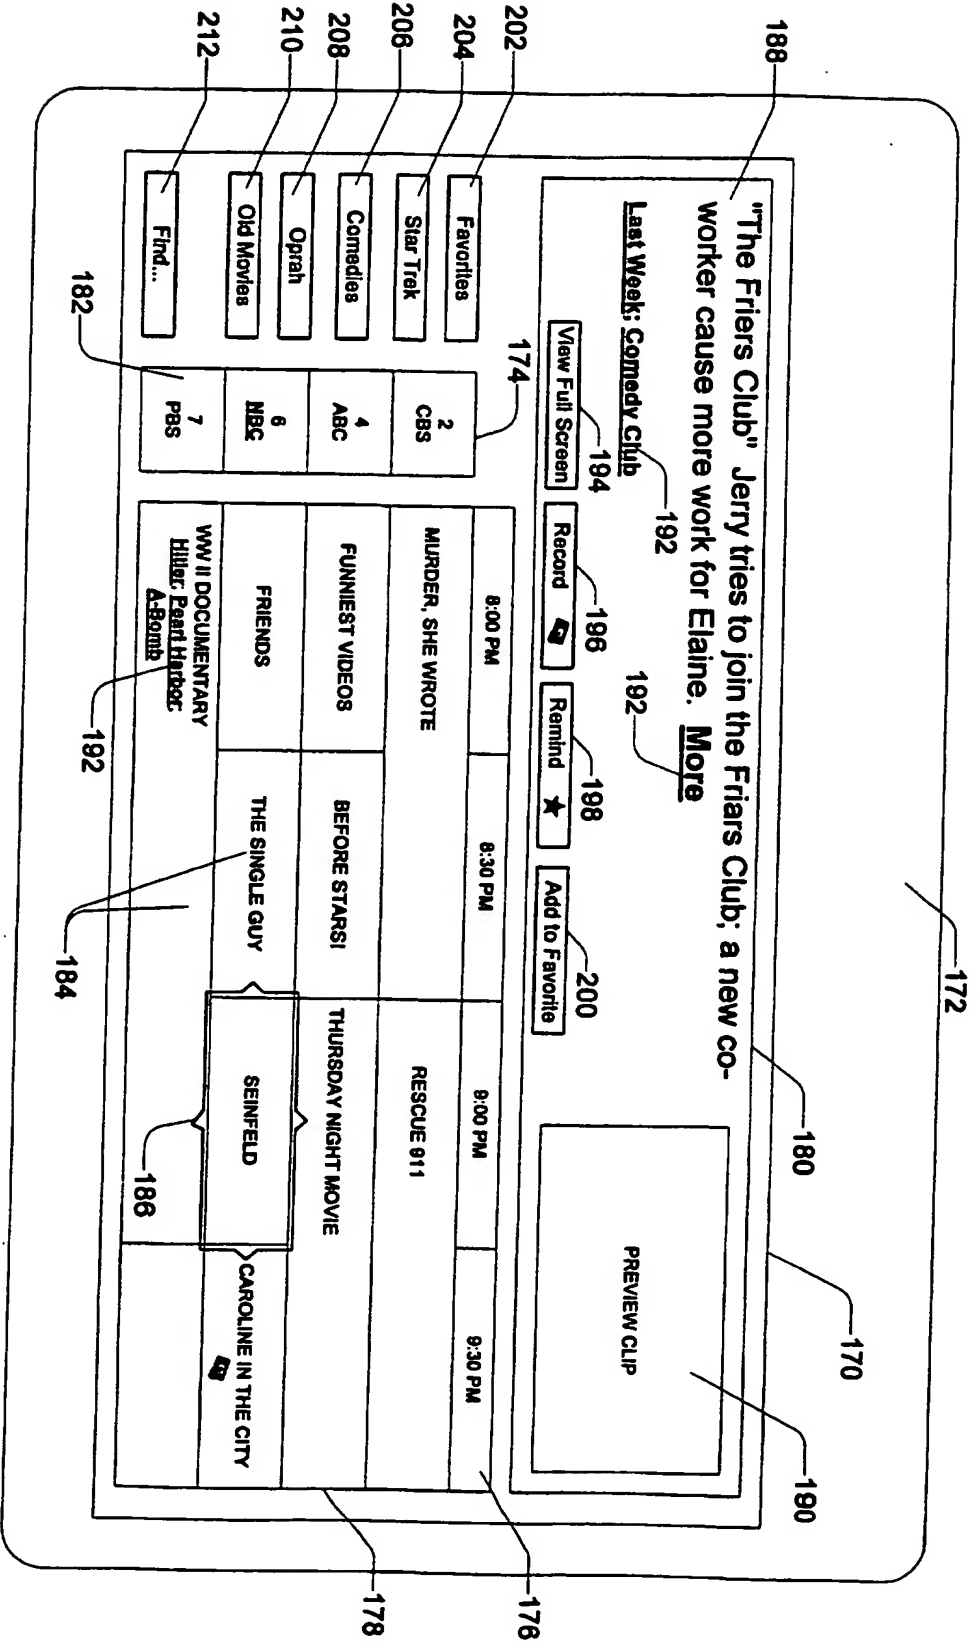 172
188
180
170
"The Friers Club" Jerry tries to join the Friars Club; a new co-
worker cause more work for Elaine. More
192
192
Last Week; Comedy Club
PREVIEW CLIP
190
194
196
198
200
View Full Screen
Record
Remind
Add to Favorite
202
204
206
208
210
212
Favorites
Star Trek
Comedies
Oprah
Old Movies
Find...
174
176
178
8:00 PM
8:30 PM
9:00 PM
9:30 PM
2
CBS
MURDER, SHE WROTE
RESCUE 911
4
ABC
FUNNIEST VIDEOS
BEFORE STARS!
THURSDAY NIGHT MOVIE
6
NBC
FRIENDS
THE SINGLE GUY
SEINFELD
CAROLINE IN THE CITY
7
PBS
WW II DOCUMENTARY
Hitler; Pearl Harbor;
A-Bomb
182
192
184
186